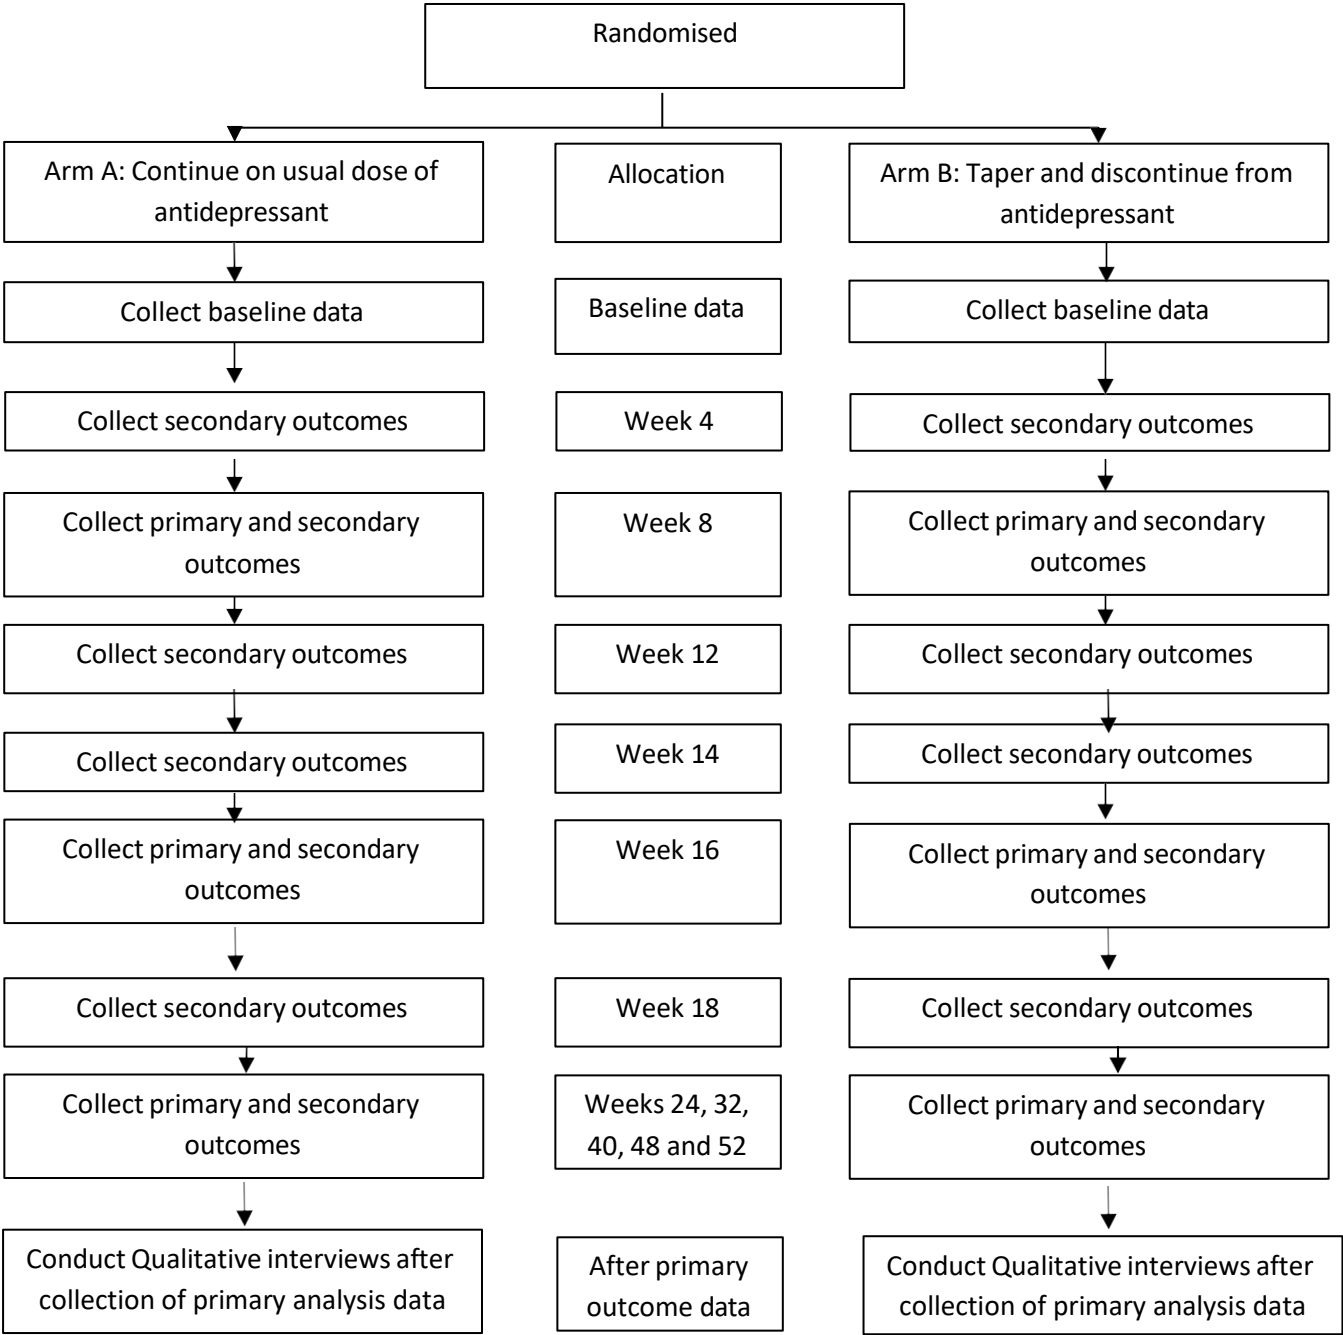 Randomised
Arm A: Continue on usual dose of
antidepressant
Allocation
Arm B: Taper and discontinue from
antidepressant
Collect baseline data
Baseline data
Collect baseline data
Collect secondary outcomes
Week 4
Collect secondary outcomes
Collect primary and secondary
outcomes
Week 8
Collect primary and secondary
outcomes
Collect secondary outcomes
Week 12
Collect secondary outcomes
Collect secondary outcomes
Week 14
Collect secondary outcomes
Collect primary and secondary
outcomes
Week 16
Collect primary and secondary
outcomes
Collect secondary outcomes
Week 18
Collect secondary outcomes
Collect primary and secondary
outcomes
Weeks 24, 32,
40, 48 and 52
Collect primary and secondary
outcomes
Conduct Qualitative interviews after
collection of primary analysis data
After primary
outcome data
Conduct Qualitative interviews after
collection of primary analysis data